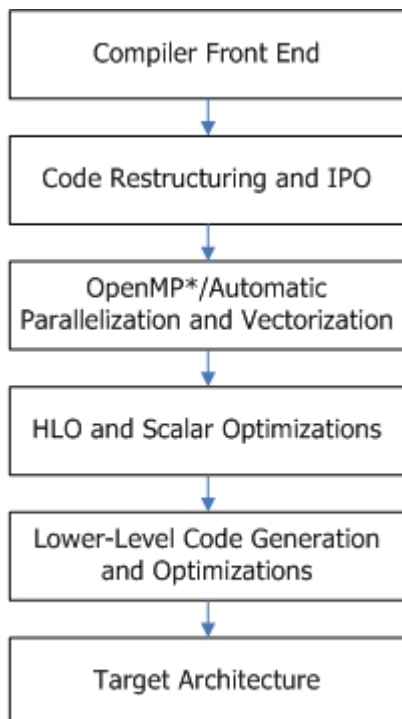 Compiler Front End
Code Restructuring and IPO
OpenMP*/Automatic
Parallelization and Vectorization
HLO and Scalar Optimizations
Lower-Level Code Generation
and Optimizations
Target Architecture